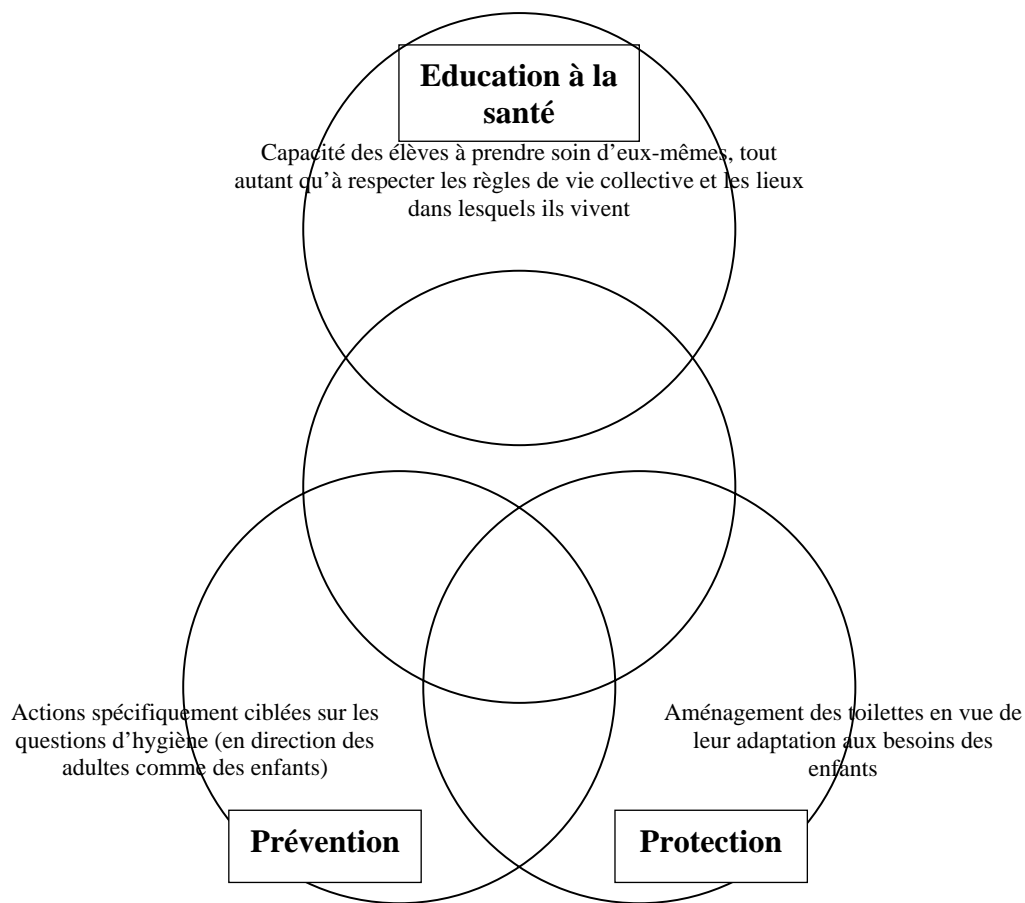 Education à la
santé
Capacité des élèves à prendre soin d’eux-mêmes, tout
autant qu’à respecter les règles de vie collective et les lieux
dans lesquels ils vivent
Actions spécifiquement ciblées sur les
questions d’hygiène (en direction des
adultes comme des enfants)
Prévention
Aménagement des toilettes en vue de
leur adaptation aux besoins des
enfants
Protection